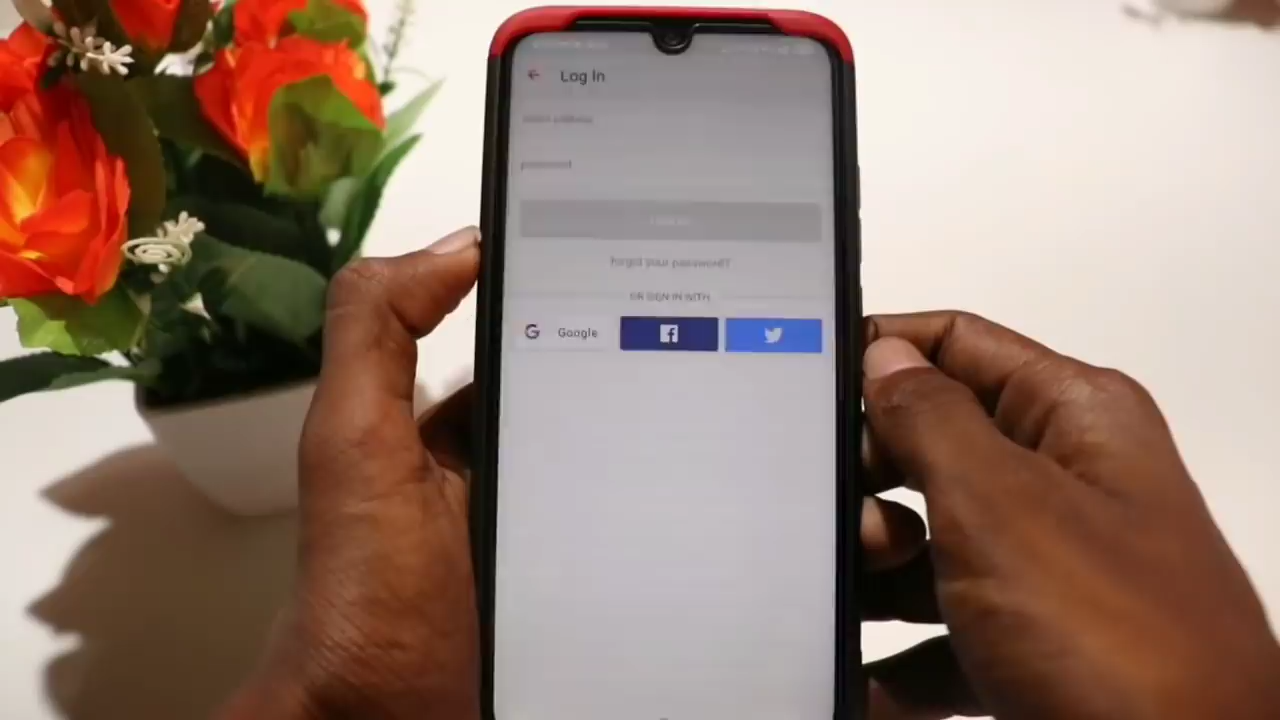 Log In
email address
password
Forgot your password?
OR SIGN IN WITH
Google